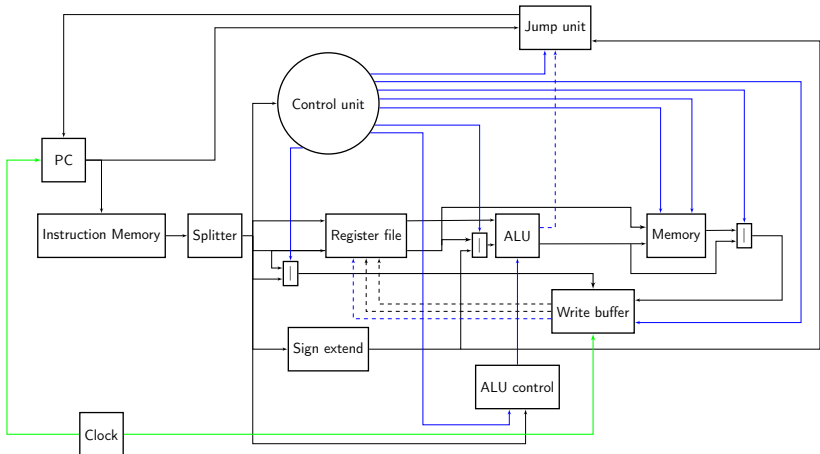 Jump unit
Control unit
PC
Instruction Memory
Splitter
Register file
ALU
Memory
|
|
|
Write buffer
Sign extend
ALU control
Clock